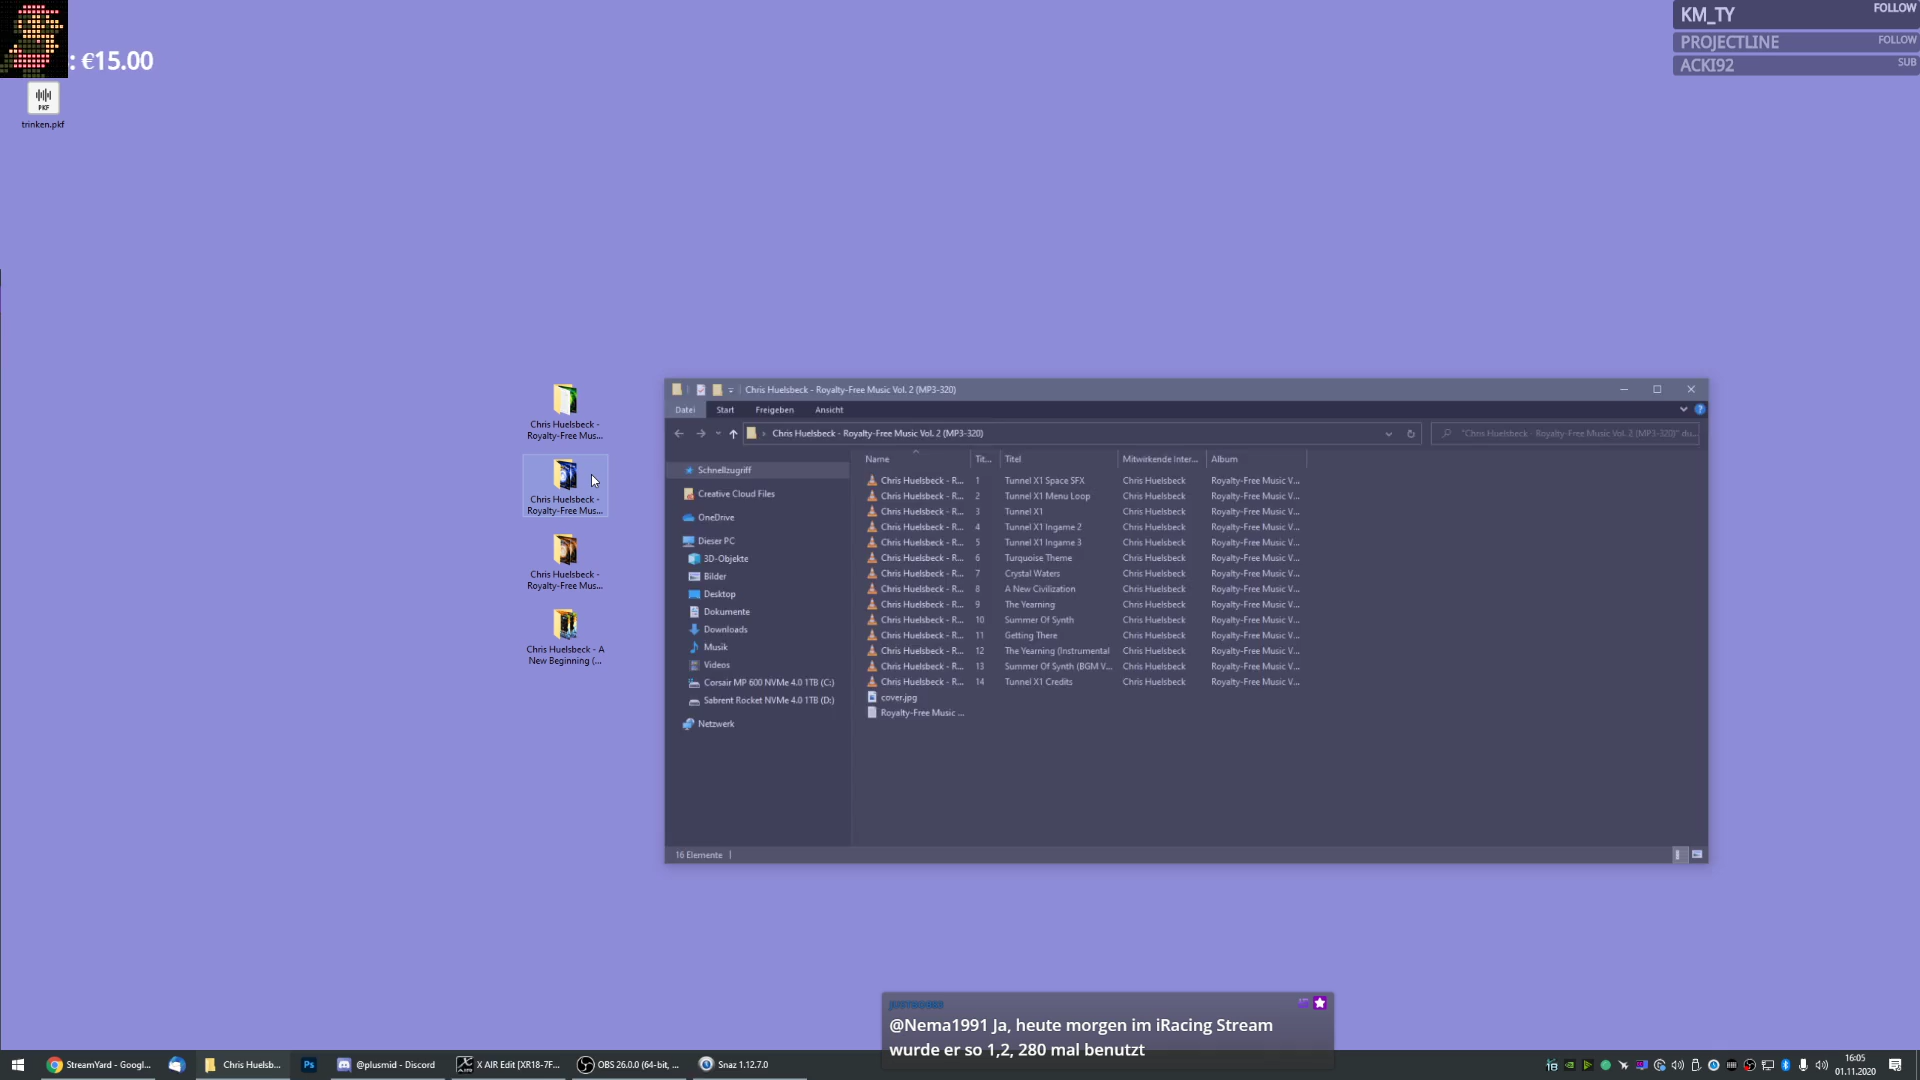 : €15.00
PKF
trinken.pkf
KM_TY FOLLOW
PROJECTLINE FOLLOW
ACKI92 SUB
Chris Huelsbeck -
Royalty-Free Mus...
Chris Huelsbeck -
Royalty-Free Mus...
Chris Huelsbeck -
Royalty-Free Mus...
Chris Huelsbeck - A
New Beginning (...
Chris Huelsbeck - Royalty-Free Music Vol. 2 (MP3-320)
Datei Start Freigeben Ansicht
Chris Huelsbeck - Royalty-Free Music Vol. 2 (MP3-320) "Chris Huelsbeck - Royalty-Free Music Vol. 2 (MP3-320)" du...
Schnellzugriff
Creative Cloud Files
OneDrive
Dieser PC
3D-Objekte
Bilder
Desktop
Dokumente
Downloads
Musik
Videos
Corsair MP 600 NVMe 4.0 1TB (C:)
Sabrent Rocket NVMe 4.0 1TB (D:)
Netzwerk
Name Tit... Titel Mitwirkende Inter... Album
Chris Huelsbeck - R... 1 Tunnel X1 Space SFX Chris Huelsbeck Royalty-Free Music V...
Chris Huelsbeck - R... 2 Tunnel X1 Menu Loop Chris Huelsbeck Royalty-Free Music V...
Chris Huelsbeck - R... 3 Tunnel X1 Chris Huelsbeck Royalty-Free Music V...
Chris Huelsbeck - R... 4 Tunnel X1 Ingame 2 Chris Huelsbeck Royalty-Free Music V...
Chris Huelsbeck - R... 5 Tunnel X1 Ingame 3 Chris Huelsbeck Royalty-Free Music V...
Chris Huelsbeck - R... 6 Turquoise Theme Chris Huelsbeck Royalty-Free Music V...
Chris Huelsbeck - R... 7 Crystal Waters Chris Huelsbeck Royalty-Free Music V...
Chris Huelsbeck - R... 8 A New Civilization Chris Huelsbeck Royalty-Free Music V...
Chris Huelsbeck - R... 9 The Yearning Chris Huelsbeck Royalty-Free Music V...
Chris Huelsbeck - R... 10 Summer Of Synth Chris Huelsbeck Royalty-Free Music V...
Chris Huelsbeck - R... 11 Getting There Chris Huelsbeck Royalty-Free Music V...
Chris Huelsbeck - R... 12 The Yearning (Instrumental Chris Huelsbeck Royalty-Free Music V...
Chris Huelsbeck - R... 13 Summer Of Synth (BGM V... Chris Huelsbeck Royalty-Free Music V...
Chris Huelsbeck - R... 14 Tunnel X1 Credits Chris Huelsbeck Royalty-Free Music V...
cover.jpg
Royalty-Free Music ...
16 Elemente
@Nema1991 Ja, heute morgen im iRacing Stream
wurde er so 1,2, 280 mal benutzt
StreamYard - Googl... Chris Huelsb... Ps @plusmid - Discord X AIR Edit [XR18-7F... OBS 26.0.0 (64-bit, ... Snaz 1.12.7.0
16:05
01.11.2020